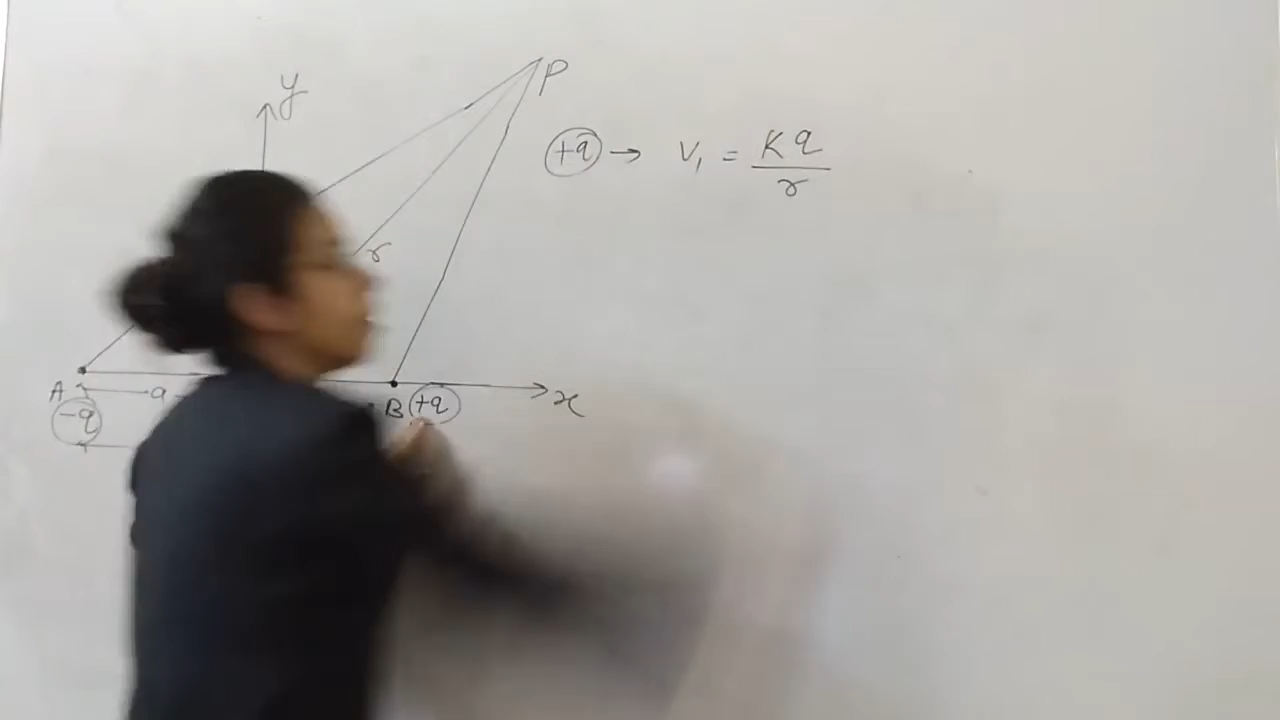 y
P
+q → V₁ = Kq/r
r
A a B +q x
-q